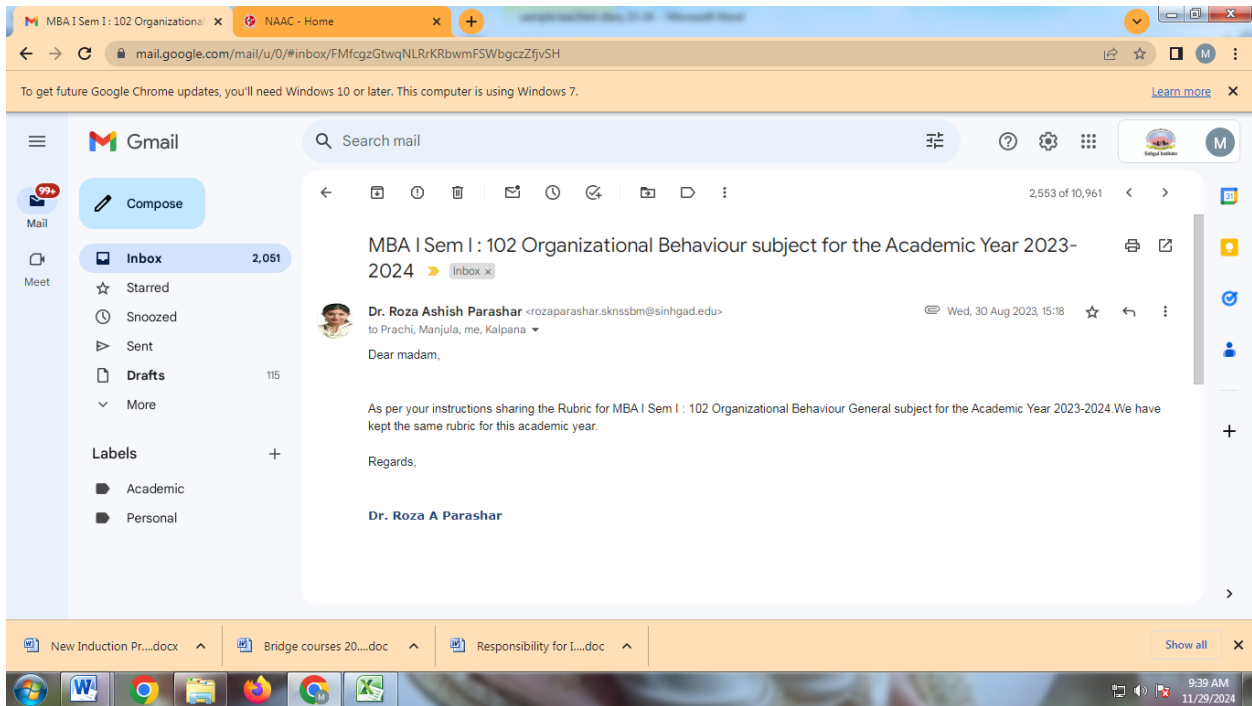 MBA I Sem I : 102 Organizational
NAAC - Home
mail.google.com/mail/u/0/#inbox/FMfcgzGtwqNLRrKRbwmFSWbgczZfjvSH
M
To get future Google Chrome updates, you'll need Windows 10 or later. This computer is using Windows 7.
Learn more
Gmail
Search mail
Sinhgad Institutes
M
99+
Mail
Meet
Compose
Inbox 2,051
Starred
Snoozed
Sent
Drafts 115
More
Labels
Academic
Personal
2,553 of 10,961
MBA I Sem I : 102 Organizational Behaviour subject for the Academic Year 2023-
2024 Inbox x
Dr. Roza Ashish Parashar <rozaparashar.sknssbm@sinhgad.edu> Wed, 30 Aug 2023, 15:18
to Prachi, Manjula, me, Kalpana
Dear madam,
As per your instructions sharing the Rubric for MBA I Sem I : 102 Organizational Behaviour General subject for the Academic Year 2023-2024.We have
kept the same rubric for this academic year.
Regards,
Dr. Roza A Parashar
31
New Induction Pr....docx
Bridge courses 20....doc
Responsibility for I....doc
Show all
9:39 AM
11/29/2024